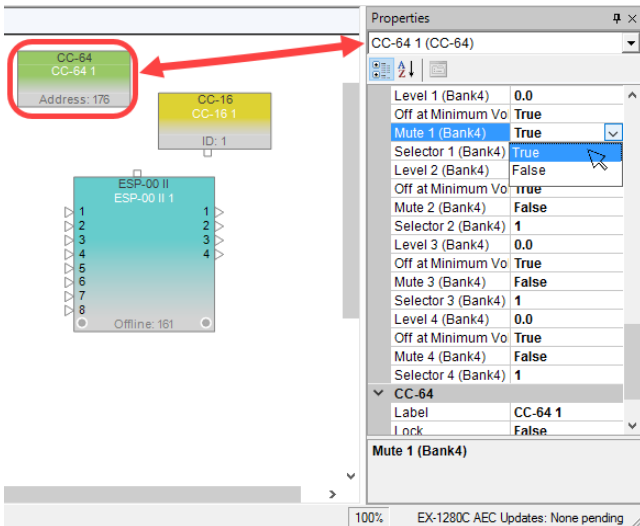 CC-64
CC-64 1
Address: 176
CC-16
CC-16 1
ID: 1
ESP-00 II
ESP-00 II 1
1 1
2 2
3 3
4 4
5
6
7
8
Offline: 161
Properties
CC-64 1 (CC-64)
Level 1 (Bank4) 0.0
Off at Minimum Vo True
Mute 1 (Bank4) True
Selector 1 (Bank4) True
Level 2 (Bank4) False
Off at Minimum Vo True
Mute 2 (Bank4) False
Selector 2 (Bank4) 1
Level 3 (Bank4) 0.0
Off at Minimum Vo True
Mute 3 (Bank4) False
Selector 3 (Bank4) 1
Level 4 (Bank4) 0.0
Off at Minimum Vo True
Mute 4 (Bank4) False
Selector 4 (Bank4) 1
CC-64
Label CC-64 1
Lock False
Mute 1 (Bank4)
100% EX-1280C AEC Updates: None pending